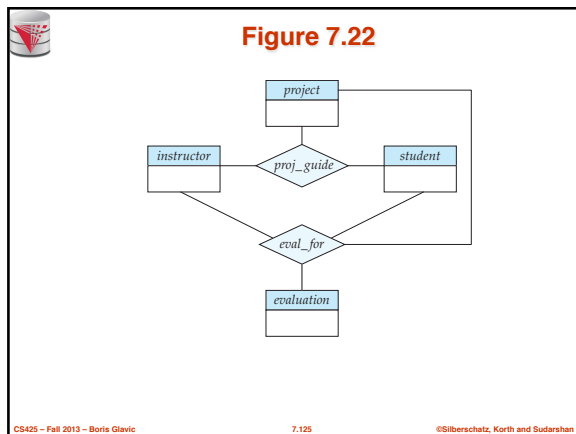 Figure 7.22
project
instructor
student
proj_guide
eval_for
evaluation
CS425 – Fall 2013 – Boris Glavic
7.125
©Silberschatz, Korth and Sudarshan